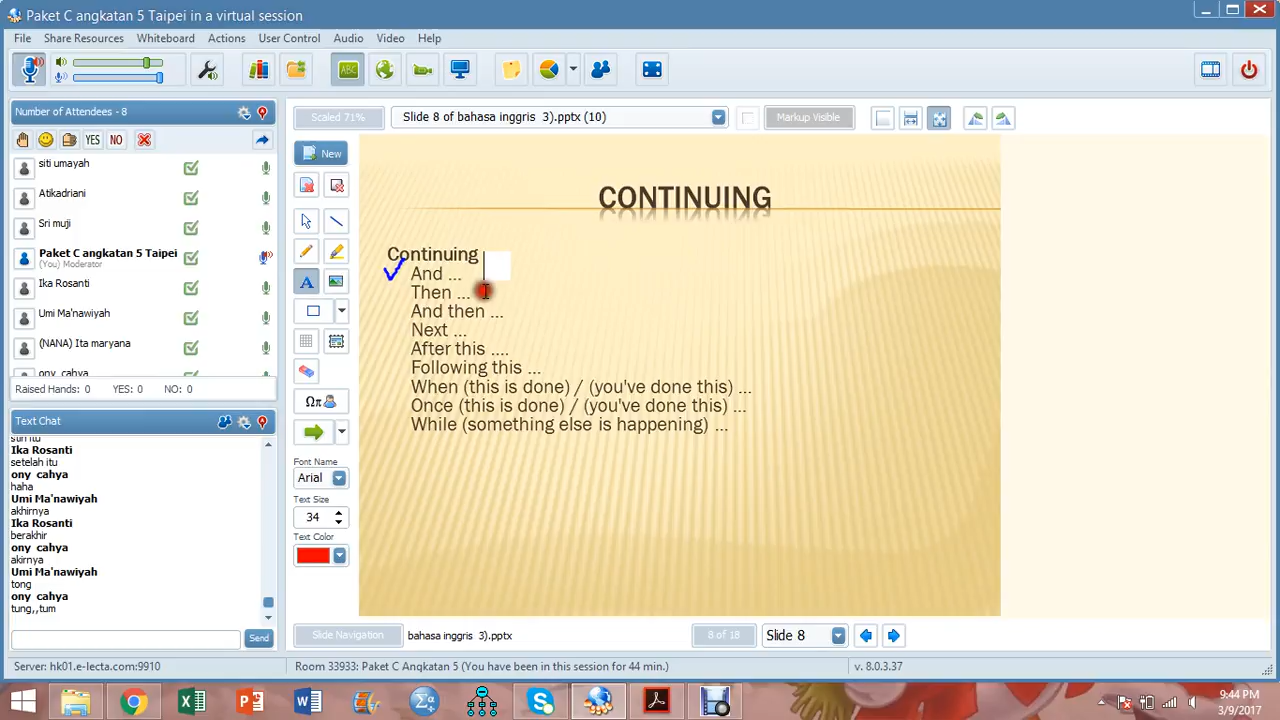 Paket C angkatan 5 Taipei in a virtual session
File Share Resources Whiteboard Actions User Control Audio Video Help
ABC
Number of Attendees - 8
YES NO
siti umayah
Atikadriani
Sri muji
Paket C angkatan 5 Taipei
(You) Moderator
Ika Rosanti
Umi Ma'nawiyah
(NANA) Ita maryana
ony cahya
Raised Hands: 0 YES: 0 NO: 0
Text Chat
suri itu
Ika Rosanti
setelah itu
ony cahya
haha
Umi Ma'nawiyah
akhirnya
Ika Rosanti
berakhir
ony cahya
akirnya
Umi Ma'nawiyah
tong
ony cahya
tung,,tum
Send
Scaled 71%
Slide 8 of bahasa inggris 3).pptx (10)
Markup Visible
New
A
Ωπ
Font Name
Arial
Text Size
34
Text Color
CONTINUING
Continuing
And ...
Then ...
And then ...
Next ...
After this ....
Following this ...
When (this is done) / (you've done this) ...
Once (this is done) / (you've done this) ...
While (something else is happening) ...
Slide Navigation
bahasa inggris 3).pptx
8 of 18
Slide 8
Server: hk01.e-lecta.com:9910
Room 33933: Paket C Angkatan 5 (You have been in this session for 44 min.)
v. 8.0.3.37
9:44 PM
3/9/2017